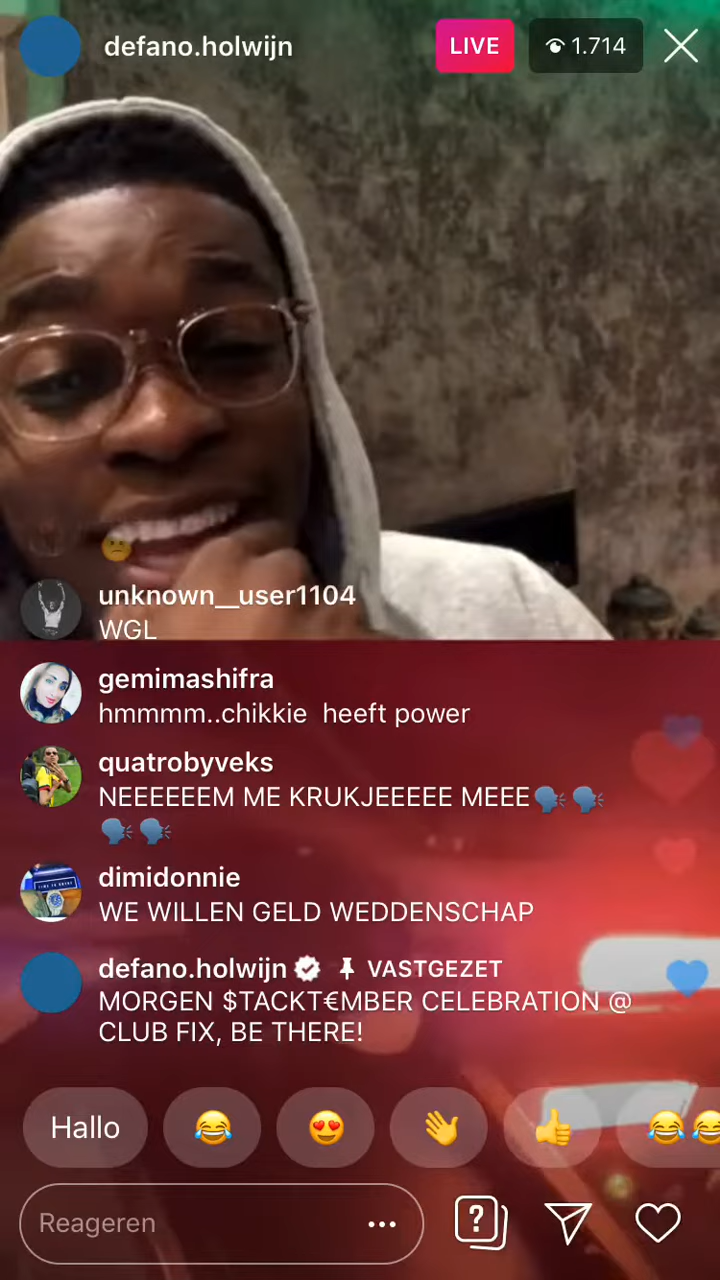 defano.holwijn LIVE 1.714
unknown__user1104
WGL
gemimashifra
hmmmm..chikkie heeft power
quatrobyveks
NEEEEEEM ME KRUKJEEEEE MEEE🗣️🗣️
🗣️🗣️
dimidonnie
WE WILLEN GELD WEDDENSCHAP
defano.holwijn VASTGEZET
MORGEN $TACKT€MBER CELEBRATION @
CLUB FIX, BE THERE!
Hallo 😂 😍 👋 👍 😂😂
Reageren